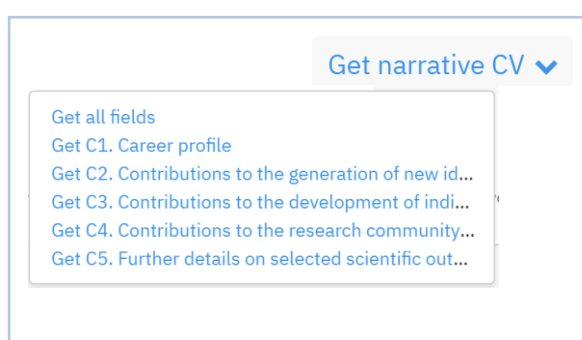 Get narrative CV
Get all fields
Get C1. Career profile
Get C2. Contributions to the generation of new id...
Get C3. Contributions to the development of indi...
Get C4. Contributions to the research community...
Get C5. Further details on selected scientific out...